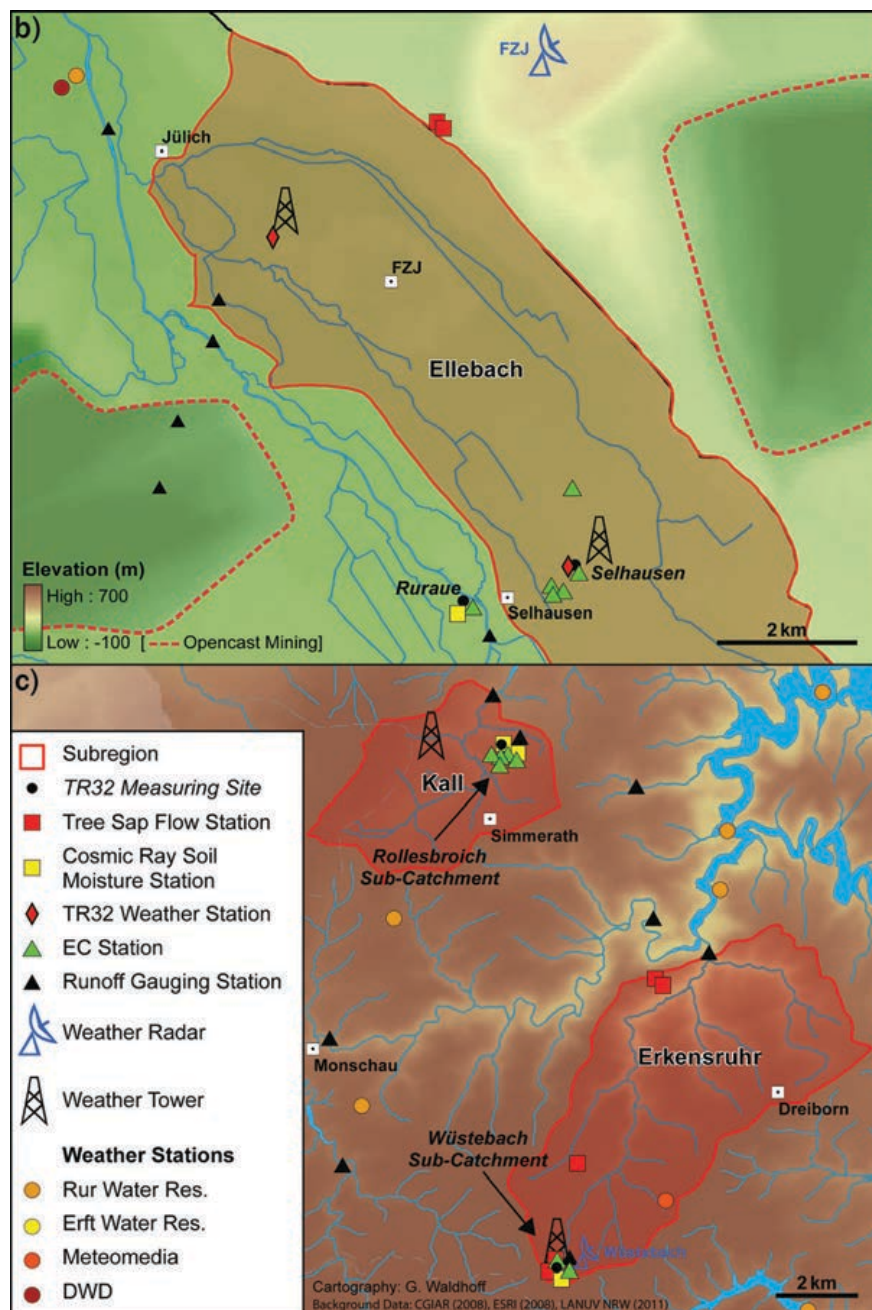 b)
FZJ
Jülich
FZJ
Ellebach
Selhausen
Ruraue
Selhausen
Elevation (m)
High : 700
Low : -100 [ Opencast Mining]
2 km
c)
Subregion
TR32 Measuring Site
Tree Sap Flow Station
Cosmic Ray Soil
Moisture Station
TR32 Weather Station
EC Station
Runoff Gauging Station
Weather Radar
Weather Tower
Weather Stations
Rur Water Res.
Erft Water Res.
Meteomedia
DWD
Kall
Simmerath
Rollesbroich
Sub-Catchment
Monschau
Erkensruhr
Dreiborn
Wüstebach
Sub-Catchment
Wüstebach
2 km
Cartography: G. Waldhoff
Background Data: CGIAR (2008), ESRI (2008), LANUV NRW (2011)